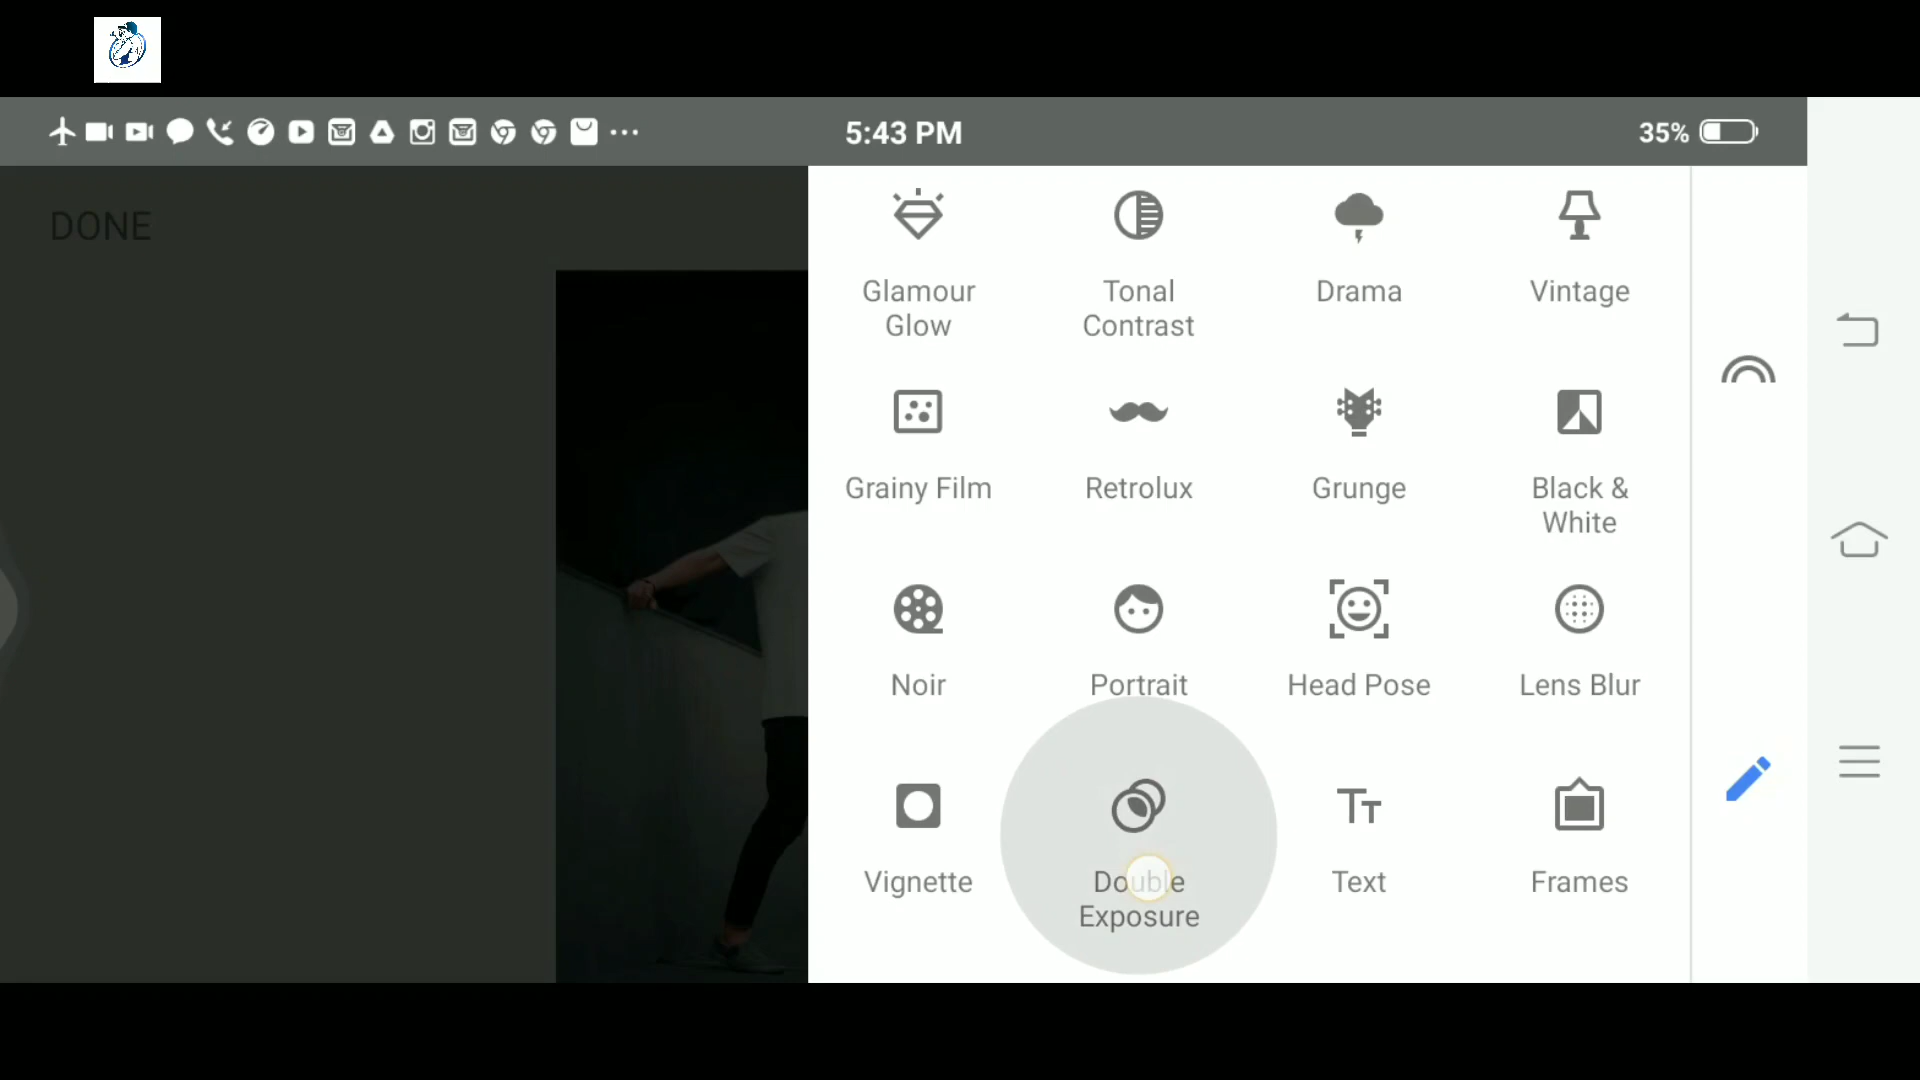 5:43 PM
35%
DONE
Glamour
Glow
Tonal
Contrast
Drama
Vintage
Grainy Film
Retrolux
Grunge
Black &
White
Noir
Portrait
Head Pose
Lens Blur
Vignette
Double
Exposure
Text
Frames